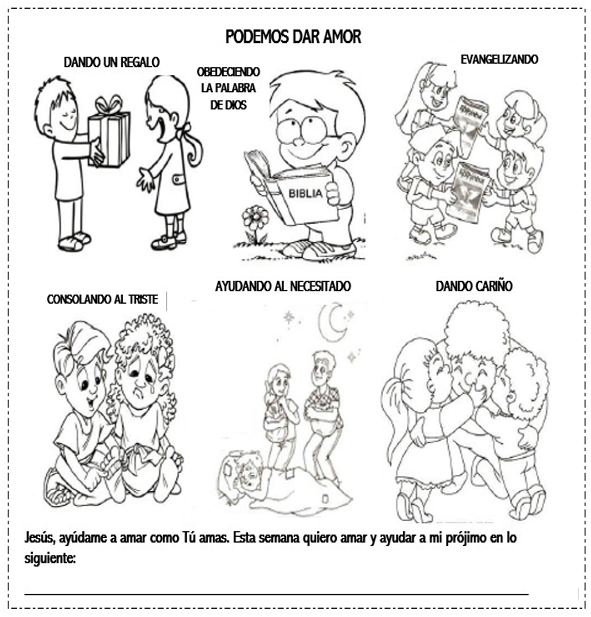 PODEMOS DAR AMOR
DANDO UN REGALO
OBEDECIENDO
LA PALABRA
DE DIOS
EVANGELIZANDO
BIBLIA
CONSOLANDO AL TRISTE
AYUDANDO AL NECESITADO
DANDO CARIÑO
Jesús, ayúdame a amar como Tú amas. Esta semana quiero amar y ayudar a mi prójimo en lo
siguiente: